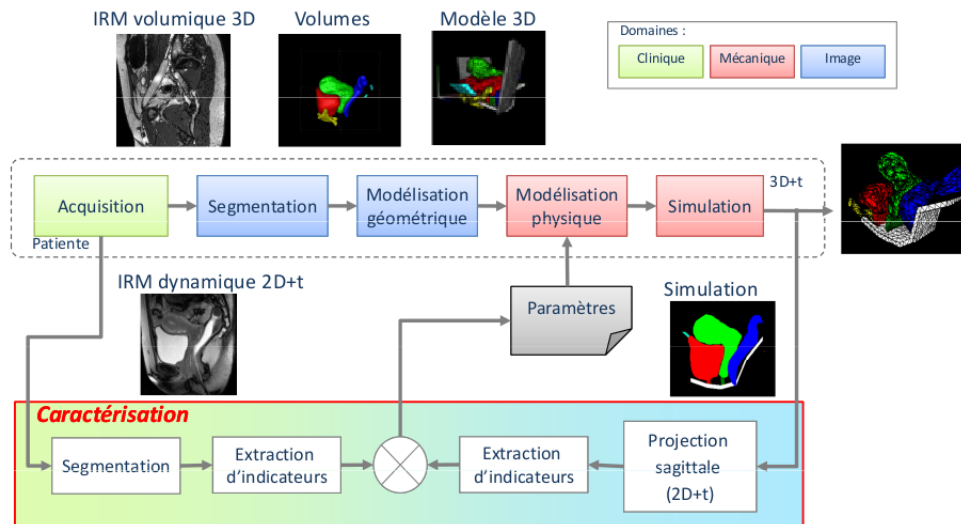 IRM volumique 3D
Volumes
Modèle 3D
Domaines :
Clinique
Mécanique
Image
Acquisition
Segmentation
Modélisation
géométrique
Modélisation
physique
Simulation
3D+t
Patiente
IRM dynamique 2D+t
Paramètres
Simulation
Caractérisation
Segmentation
Extraction
d’indicateurs
Extraction
d’indicateurs
Projection
sagittale
(2D+t)